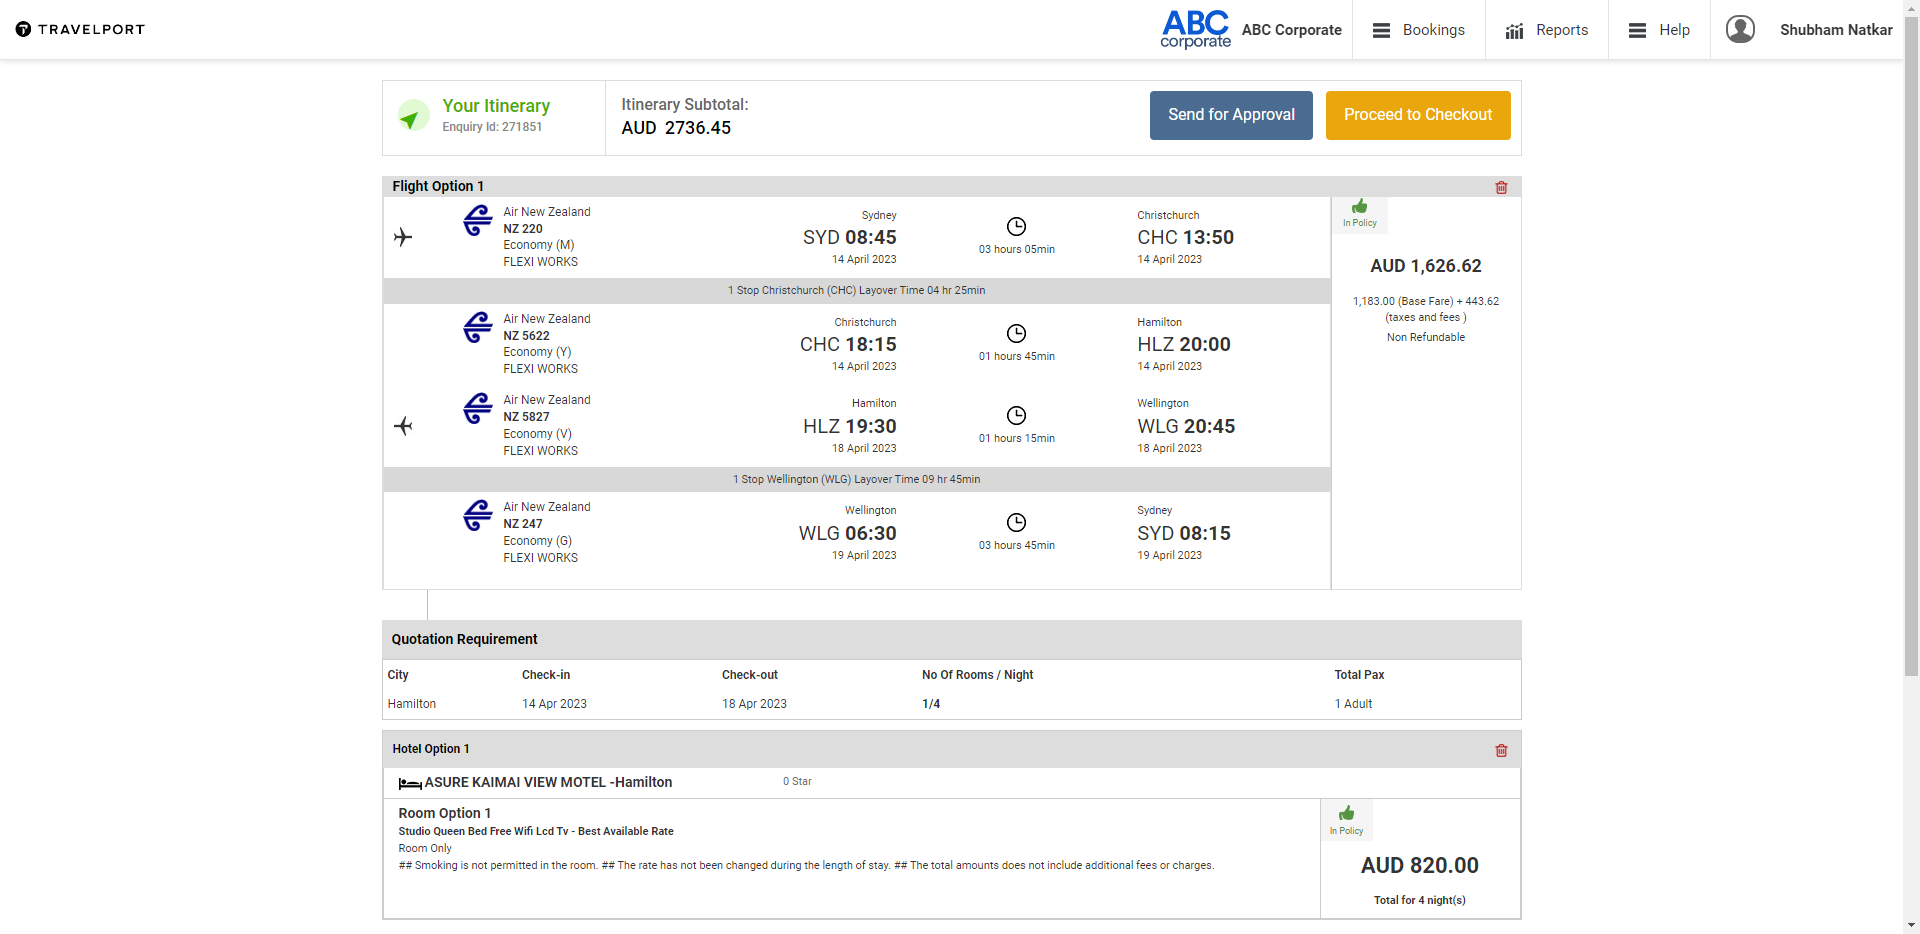 TRAVELPORT
ABC corporate
ABC Corporate
Bookings
Reports
Help
Shubham Natkar
Your Itinerary
Enquiry Id: 271851
Itinerary Subtotal:
AUD 2736.45
Send for Approval
Proceed to Checkout
Flight Option 1
Air New Zealand
NZ 220
Economy (M)
FLEXI WORKS
Sydney
SYD 08:45
14 April 2023
03 hours 05min
Christchurch
CHC 13:50
14 April 2023
In Policy
AUD 1,626.62
1,183.00 (Base Fare) + 443.62
(taxes and fees )
Non Refundable
1 Stop Christchurch (CHC) Layover Time 04 hr 25min
Air New Zealand
NZ 5622
Economy (Y)
FLEXI WORKS
Christchurch
CHC 18:15
14 April 2023
01 hours 45min
Hamilton
HLZ 20:00
14 April 2023
Air New Zealand
NZ 5827
Economy (V)
FLEXI WORKS
Hamilton
HLZ 19:30
18 April 2023
01 hours 15min
Wellington
WLG 20:45
18 April 2023
1 Stop Wellington (WLG) Layover Time 09 hr 45min
Air New Zealand
NZ 247
Economy (G)
FLEXI WORKS
Wellington
WLG 06:30
19 April 2023
03 hours 45min
Sydney
SYD 08:15
19 April 2023
Quotation Requirement
City Check-in Check-out No Of Rooms / Night Total Pax
Hamilton 14 Apr 2023 18 Apr 2023 1/4 1 Adult
Hotel Option 1
ASURE KAIMAI VIEW MOTEL -Hamilton 0 Star
Room Option 1
Studio Queen Bed Free Wifi Lcd Tv - Best Available Rate
Room Only
## Smoking is not permitted in the room. ## The rate has not been changed during the length of stay. ## The total amounts does not include additional fees or charges.
In Policy
AUD 820.00
Total for 4 night(s)